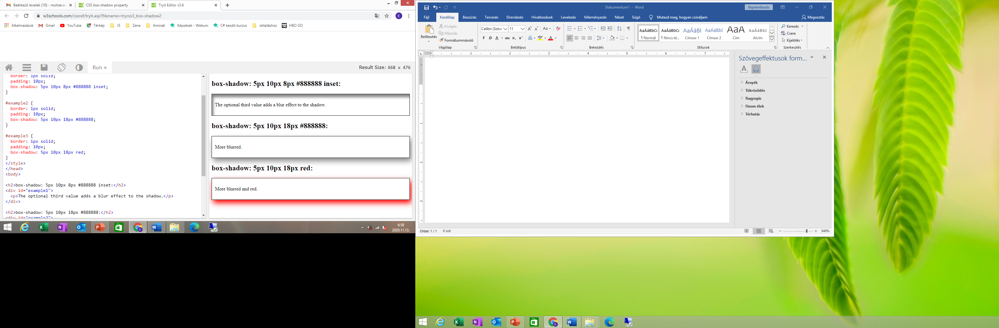 Beérkező levelek (10) - molnar.ed
CSS box-shadow property
Tryit Editor v3.6
w3schools.com/cssref/tryit.asp?filename=trycss3_box-shadow2
E
Alkalmazások Gmail YouTube Térkép JS Zene Aminak Képzések - Webuni C# kezdő kurzus oktatáshoz HBO GO
Run »
Result Size: 668 x 476
border: 1px solid;
padding: 10px;
box-shadow: 5px 10px 8px #888888 inset;
}
#example2 {
border: 1px solid;
padding: 10px;
box-shadow: 5px 10px 18px #888888;
}
#example3 {
border: 1px solid;
padding: 10px;
box-shadow: 5px 10px 18px red;
}
</style>
</head>
<body>
<h2>box-shadow: 5px 10px 8px #888888 inset:</h2>
<div id="example1">
<p>The optional third value adds a blur effect to the shadow.</p>
</div>
<h2>box-shadow: 5px 10px 18px #888888:</h2>
<div id="example2">
box-shadow: 5px 10px 8px #888888 inset:
The optional third value adds a blur effect to the shadow.
box-shadow: 5px 10px 18px #888888:
More blurred.
box-shadow: 5px 10px 18px red:
More blurred and red.
6:58
2020.11.13.
Dokumentum1 - Word
Bejelentkezés
Fájl Kezdőlap Beszúrás Tervezés Elrendezés Hivatkozások Levelezés Véleményezés Nézet Súgó Mutasd meg, hogyan csináljam Megosztás
Beillesztés
Kivágás
Másolás
Formátummásoló
Vágólap
Calibri (Szöv 11
F D A abc x₂ x²
Betűtípus
Bekezdés
AaÁáBbCc AaÁáBbCc AaÁáBl AaÁáBb( AaA AaÁáBbC
¶ Normál ¶ Nincs té... Címsor 1 Címsor 2 Cím Alcím
Stílusok
Keresés
Csere
Kijelölés
Szerkesztés
1 2 3 4 5 6 7
1
2
3
Szövegeffektusok form...
Árnyék
Tükröződés
Ragyogás
Finom élek
Térhatás
Oldal: 1 / 1 0 szó
340%